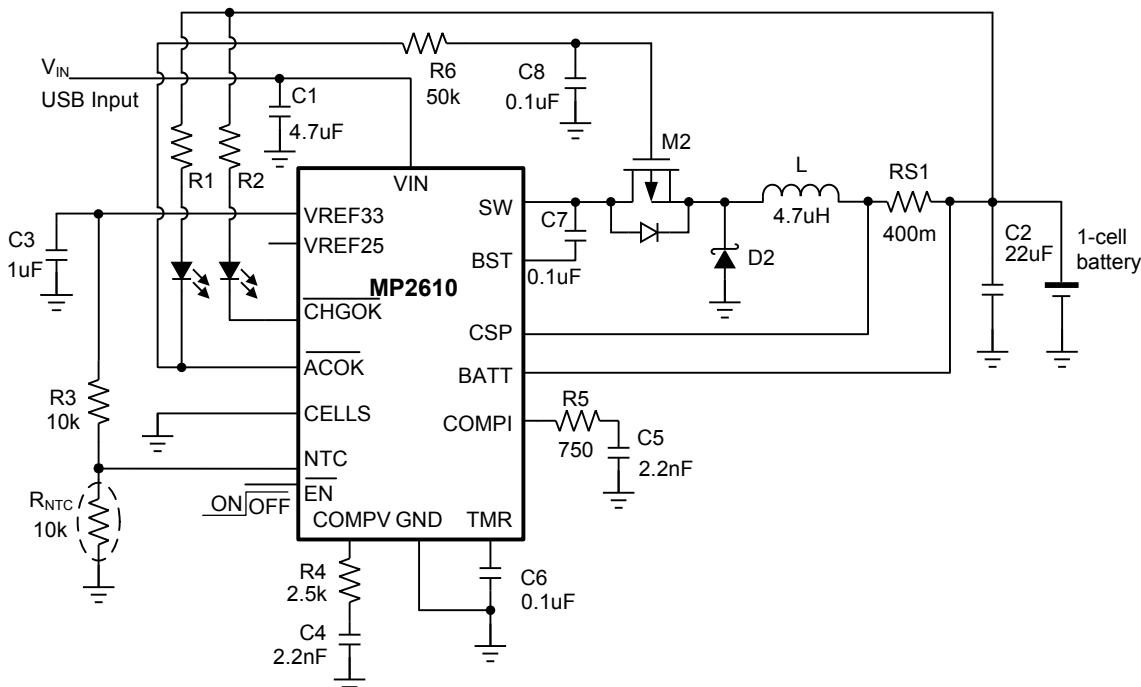 VIN
USB Input
R6
50k
C8
0.1uF
C1
4.7uF
M2
R1
R2
VIN
L
4.7uH
RS1
400m
VREF33
SW
C7
0.1uF
C3
1uF
VREF25
BST
D2
C2
22uF
1-cell
battery
MP2610
CHGOK
CSP
ACOK
BATT
R3
10k
CELLS
COMPI
R5
750
C5
2.2nF
NTC
RNTC
10k
EN
ON OFF
COMPV GND TMR
R4
2.5k
C6
0.1uF
C4
2.2nF